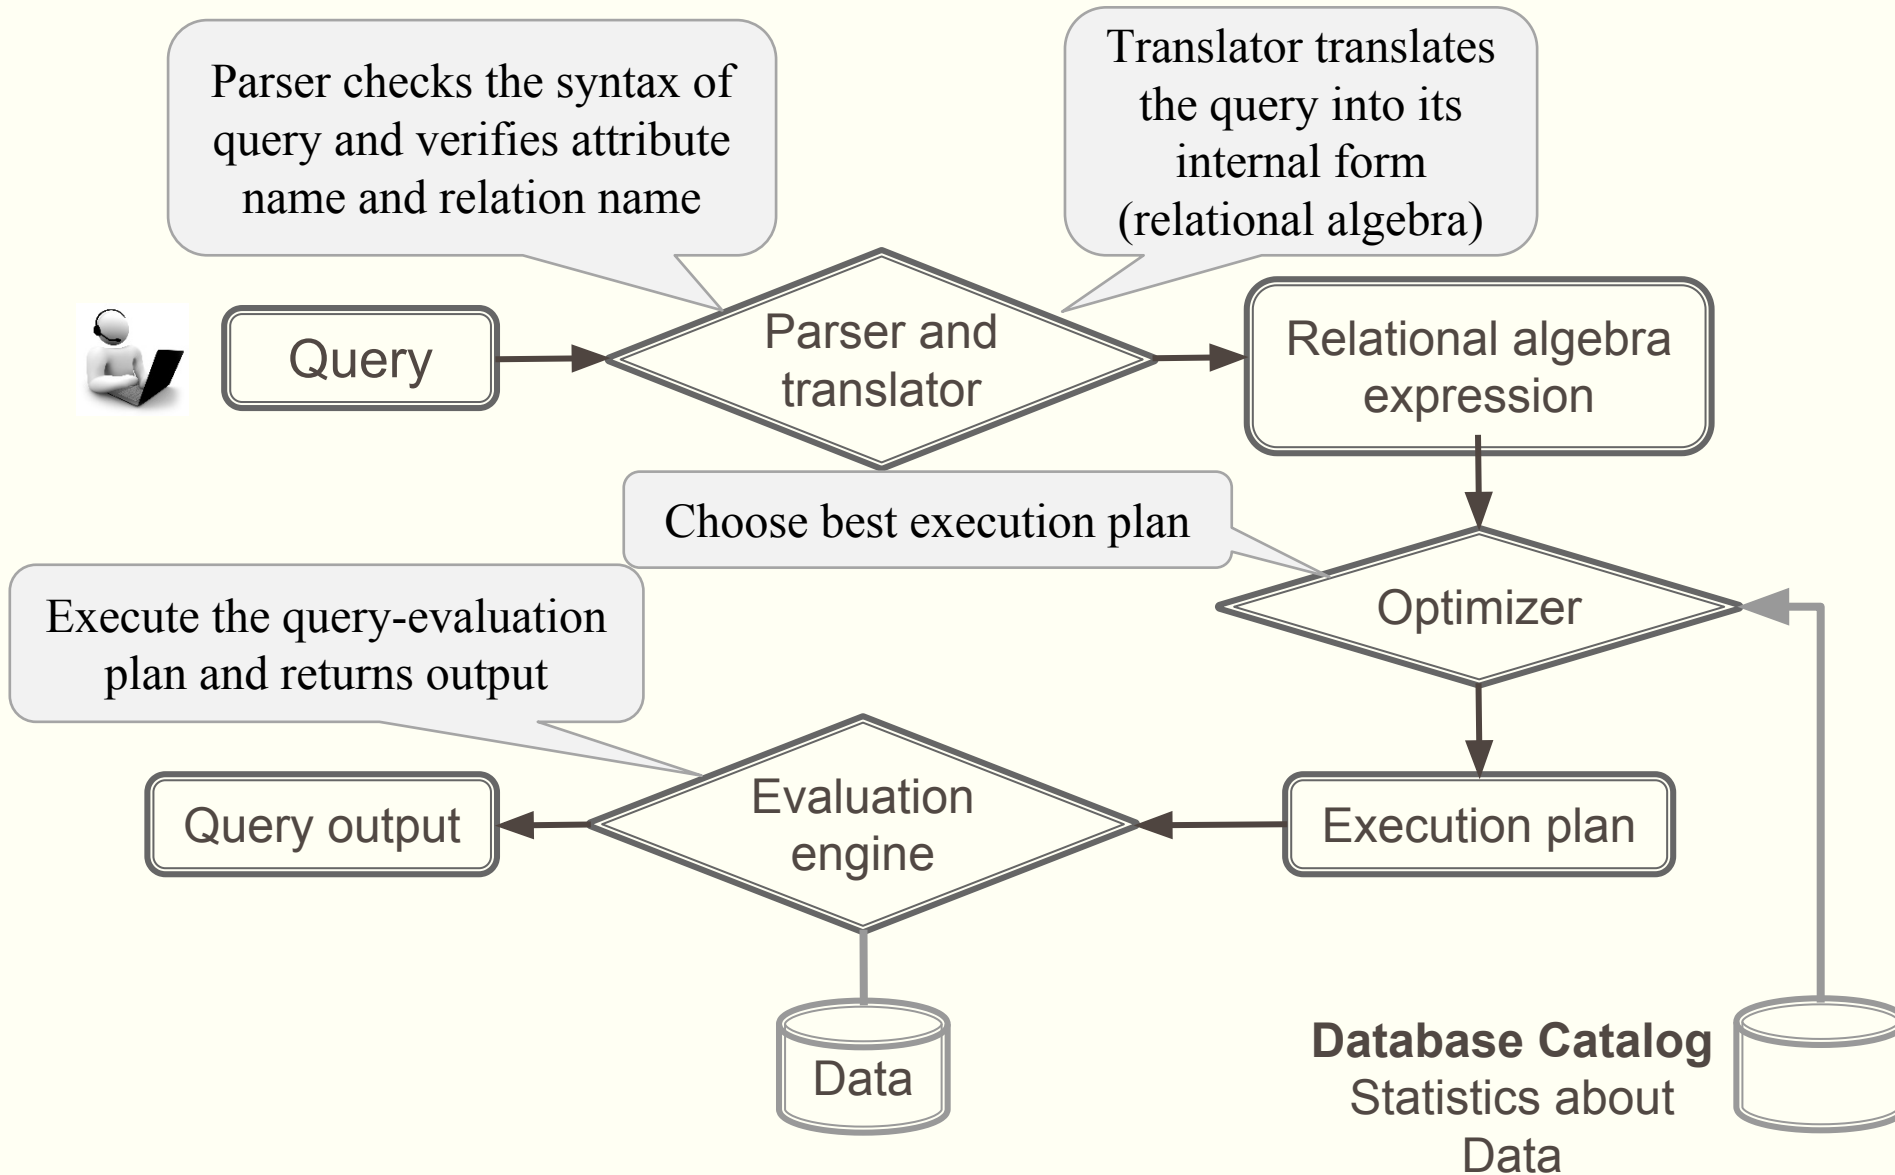 Parser checks the syntax of
query and verifies attribute
name and relation name
Translator translates
the query into its
internal form
(relational algebra)
Query
Parser and
translator
Relational algebra
expression
Choose best execution plan
Optimizer
Execute the query-evaluation
plan and returns output
Query output
Evaluation
engine
Execution plan
Data
Database Catalog
Statistics about
Data